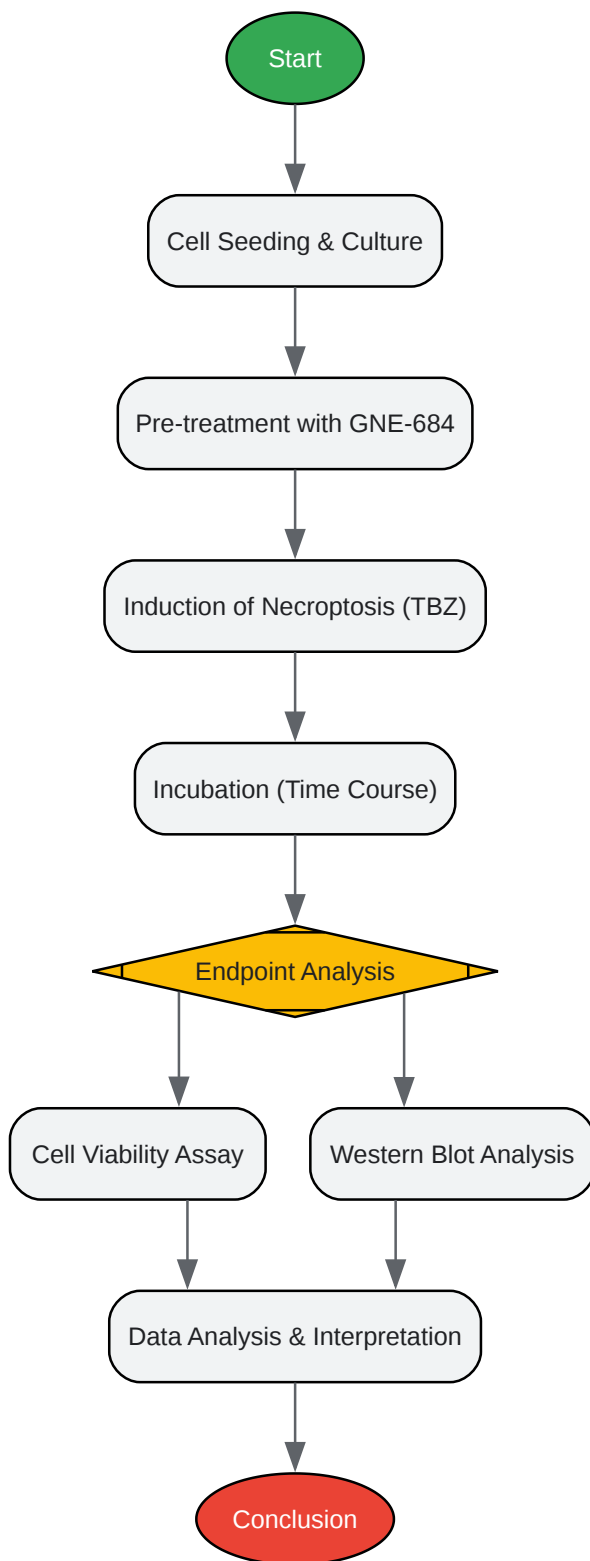 Start
Cell Seeding & Culture
Pre-treatment with GNE-684
Induction of Necroptosis (TBZ)
Incubation (Time Course)
Endpoint Analysis
Cell Viability Assay
Western Blot Analysis
Data Analysis & Interpretation
Conclusion